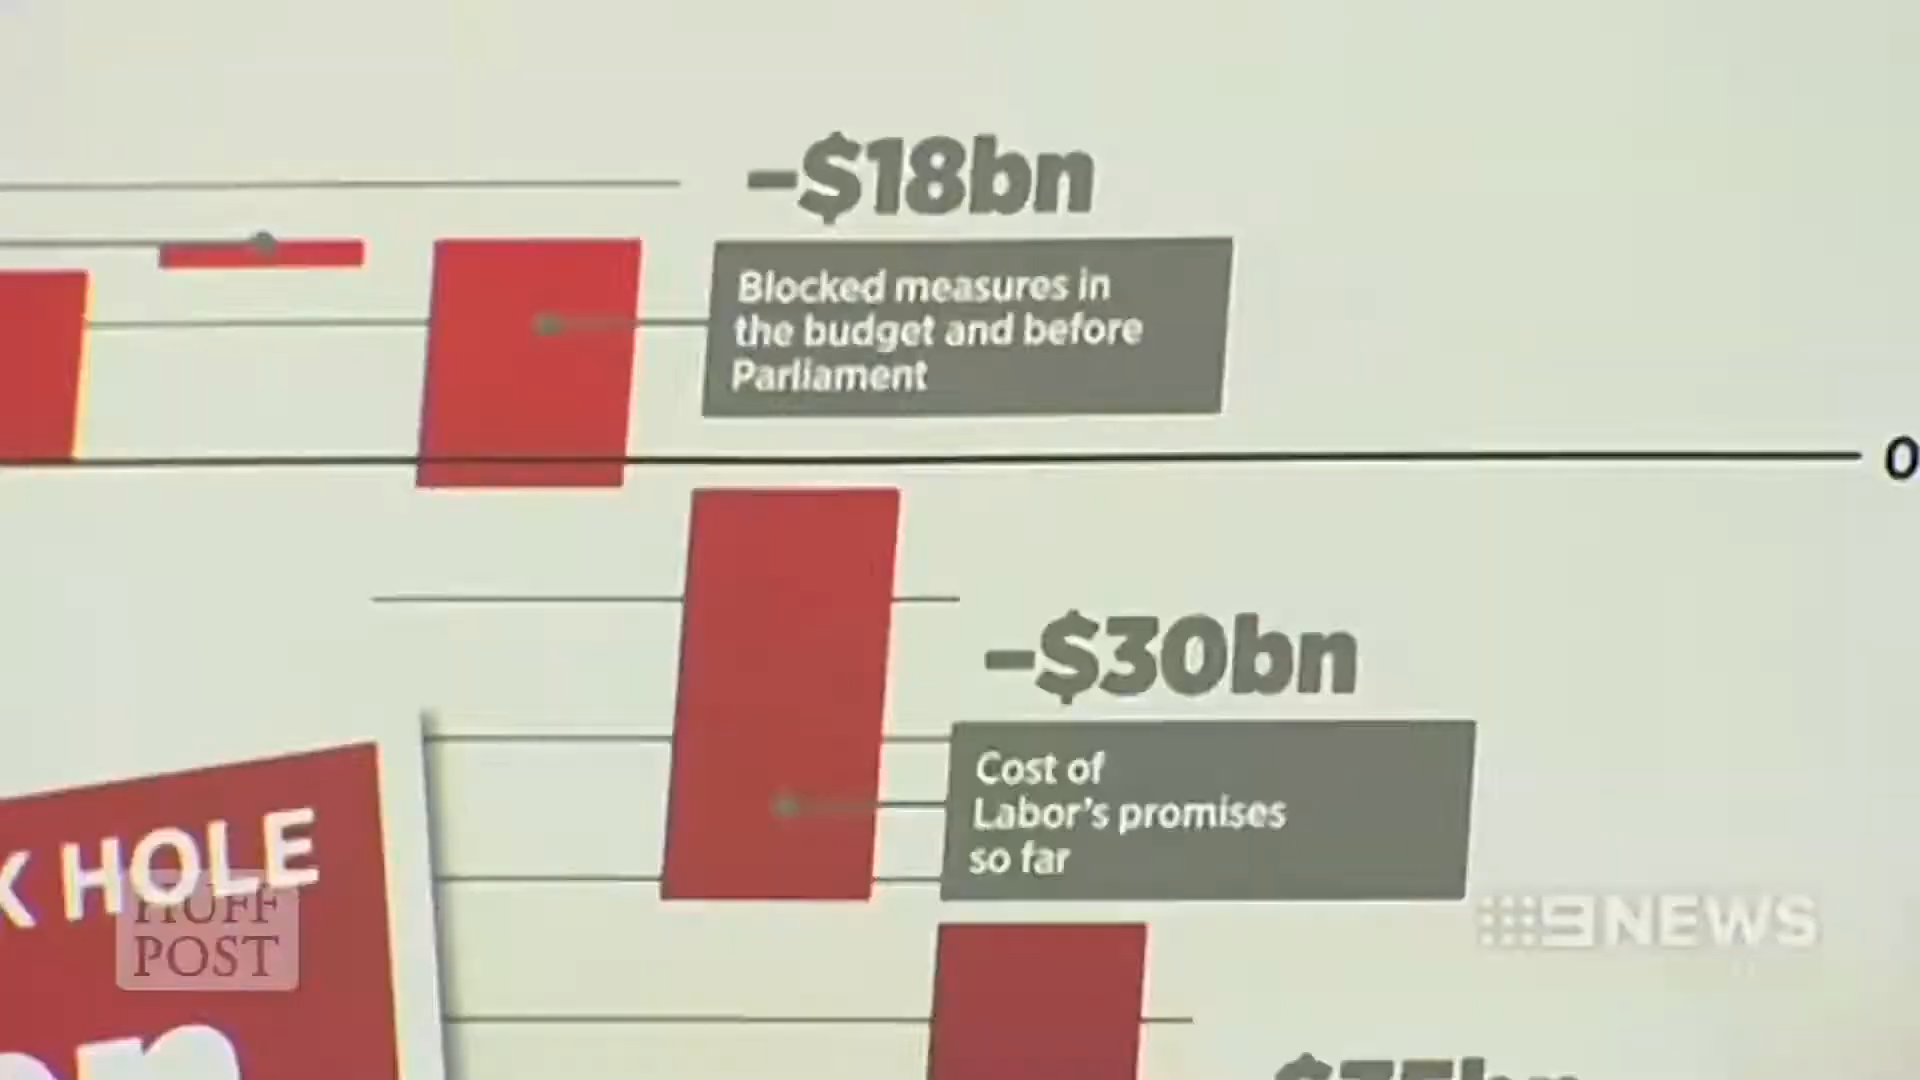 –$18bn
Blocked measures in
the budget and before
Parliament
0
–$30bn
Cost of
Labor's promises
so far
HOLE
HUFF
POST
9NEWS